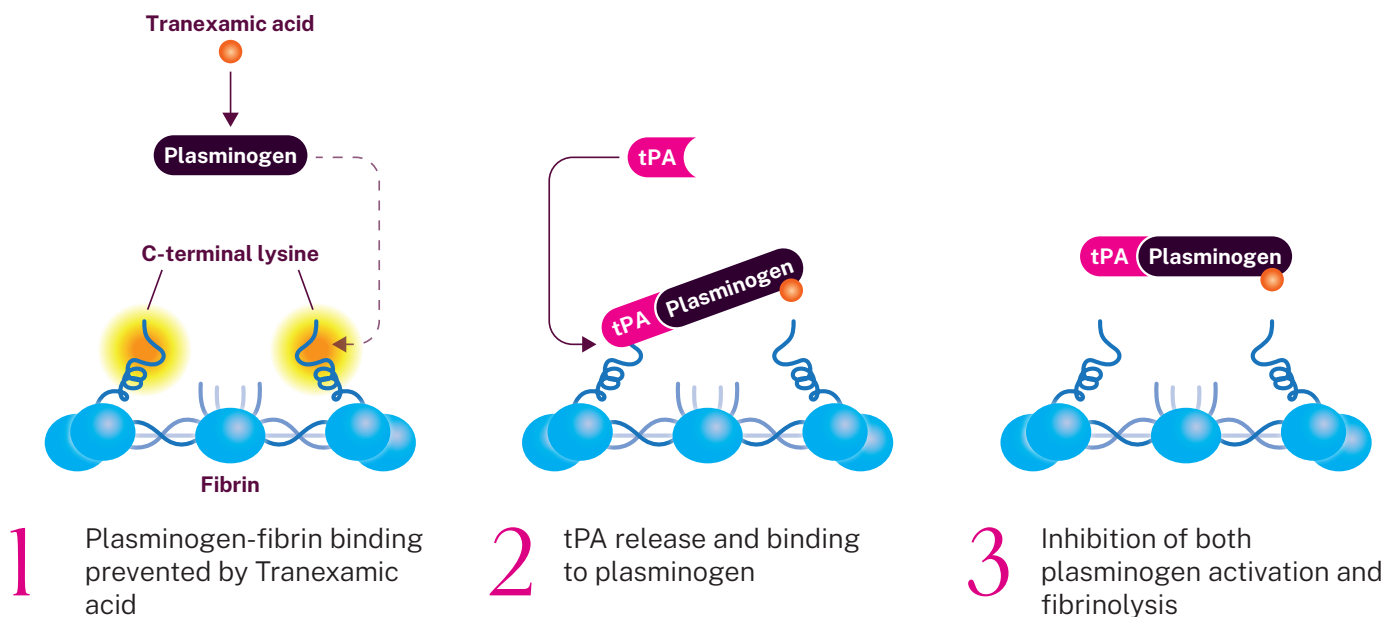 Tranexamic acid
Plasminogen
C-terminal lysine
Fibrin
1
Plasminogen-fibrin binding
prevented by Tranexamic
acid
tPA
tPA
Plasminogen
2
tPA release and binding
to plasminogen
tPA
Plasminogen
3
Inhibition of both
plasminogen activation and
fibrinolysis